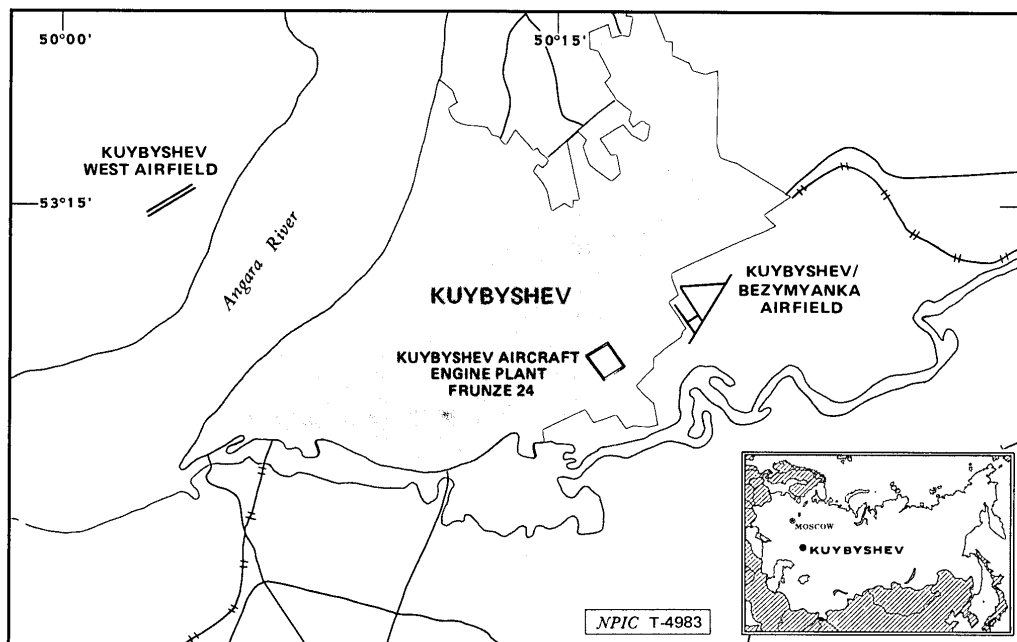 50°00'
50°15'
KUYBYSHEV
WEST AIRFIELD
53°15'
Angara River
KUYBYSHEV
KUYBYSHEV/
BEZYMYANKA
AIRFIELD
KUYBYSHEV AIRCRAFT
ENGINE PLANT
FRUNZE 24
MOSCOW
KUYBYSHEV
NPIC T-4983